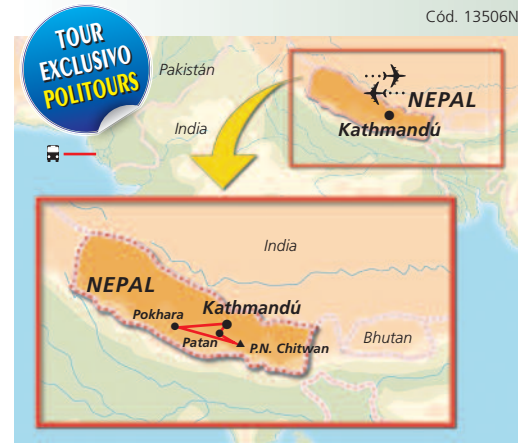 Cód. 13506N
TOUR
EXCLUSIVO
POLITOURS
Pakistán
India
NEPAL
Kathmandú
India
NEPAL
Kathmandú
Pokhara
Patan
P.N. Chitwan
Bhutan